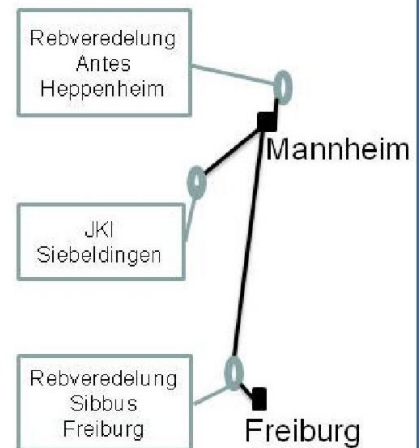 Rebveredelung
Antes
Heppenheim
Mannheim
JKI
Siebeldingen
Rebveredelung
Sibbus
Freiburg
Freiburg